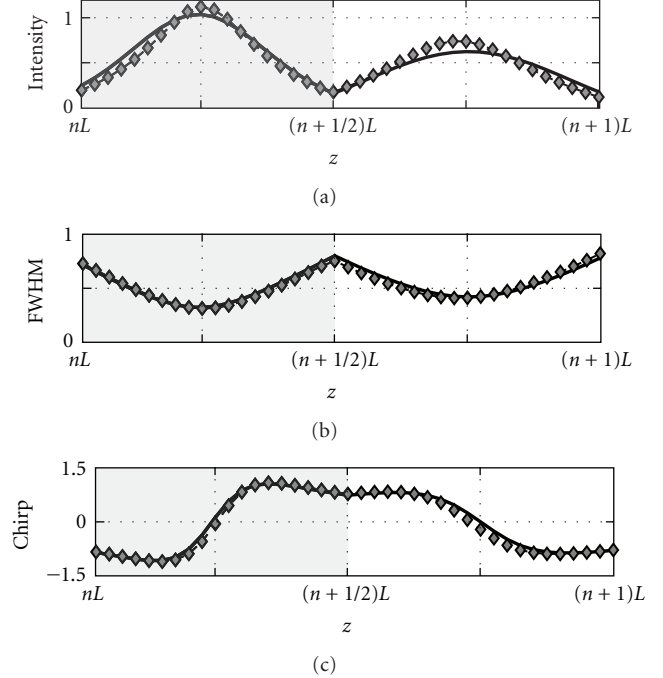 1
Intensity
0
nL
(n + 1/2)L
(n + 1)L
z
(a)
1
FWHM
0
nL
(n + 1/2)L
(n + 1)L
z
(b)
1.5
Chirp
0
−1.5
nL
(n + 1/2)L
(n + 1)L
z
(c)